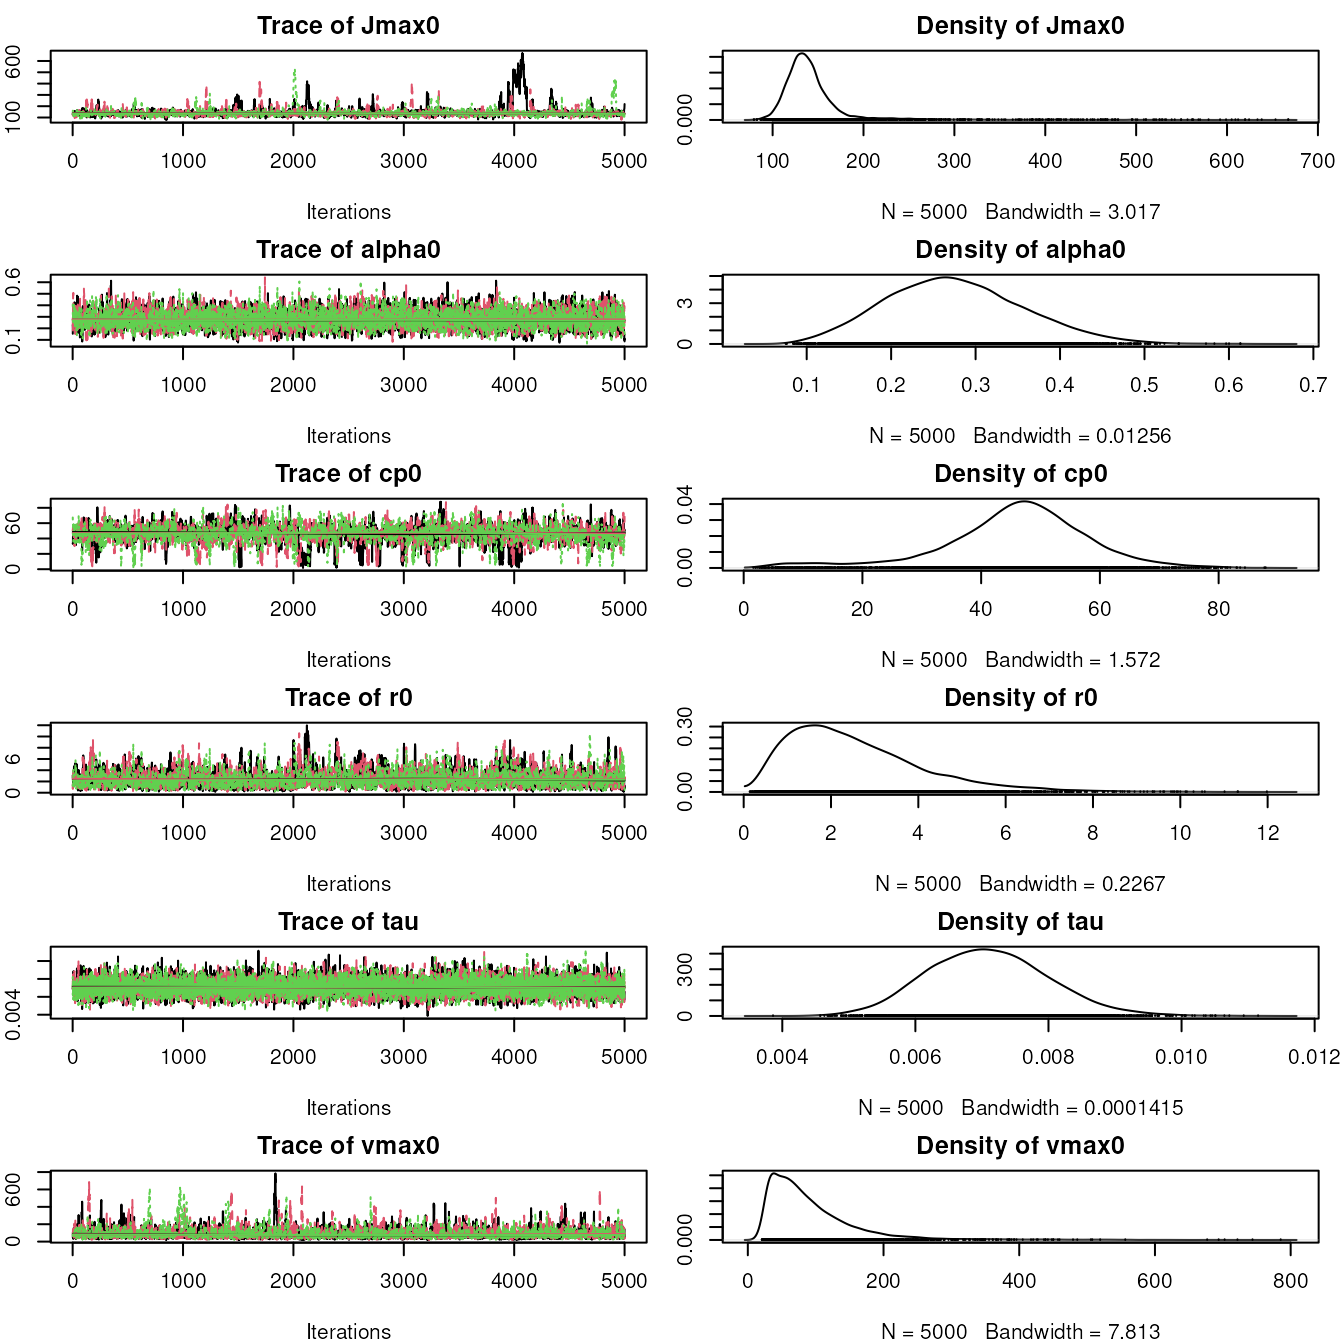 Trace of Jmax0
100 600
0 1000 2000 3000 4000 5000
Iterations
Density of Jmax0
0.000
100 200 300 400 500 600 700
N = 5000 Bandwidth = 3.017
Trace of alpha0
0.1 0.6
0 1000 2000 3000 4000 5000
Iterations
Density of alpha0
0 3
0.1 0.2 0.3 0.4 0.5 0.6 0.7
N = 5000 Bandwidth = 0.01256
Trace of cp0
0 60
0 1000 2000 3000 4000 5000
Iterations
Density of cp0
0.00 0.04
0 20 40 60 80
N = 5000 Bandwidth = 1.572
Trace of r0
0 6
0 1000 2000 3000 4000 5000
Iterations
Density of r0
0.00 0.30
0 2 4 6 8 10 12
N = 5000 Bandwidth = 0.2267
Trace of tau
0.004
0 1000 2000 3000 4000 5000
Iterations
Density of tau
0 300
0.004 0.006 0.008 0.010 0.012
N = 5000 Bandwidth = 0.0001415
Trace of vmax0
0 600
0 1000 2000 3000 4000 5000
Iterations
Density of vmax0
0.000
0 200 400 600 800
N = 5000 Bandwidth = 7.813